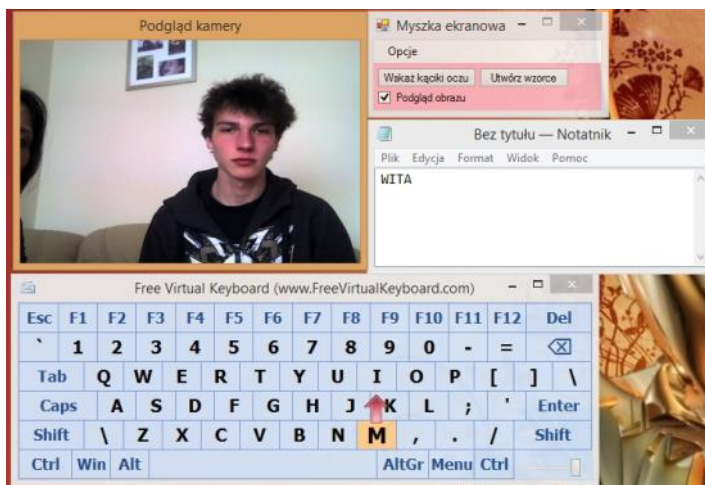 Podgląd kamery
Myszka ekranowa
Opcje
Wskaż kąciki oczu Utwórz wzorce
Podgląd obrazu
Bez tytułu — Notatnik
Plik Edycja Format Widok Pomoc
WITA
Free Virtual Keyboard (www.FreeVirtualKeyboard.com)
Esc F1 F2 F3 F4 F5 F6 F7 F8 F9 F10 F11 F12 Del
` 1 2 3 4 5 6 7 8 9 0 - =
Tab Q W E R T Y U I O P [ ] \
Caps A S D F G H J K L ; ' Enter
Shift \ Z X C V B N M , . / Shift
Ctrl Win Alt AltGr Menu Ctrl